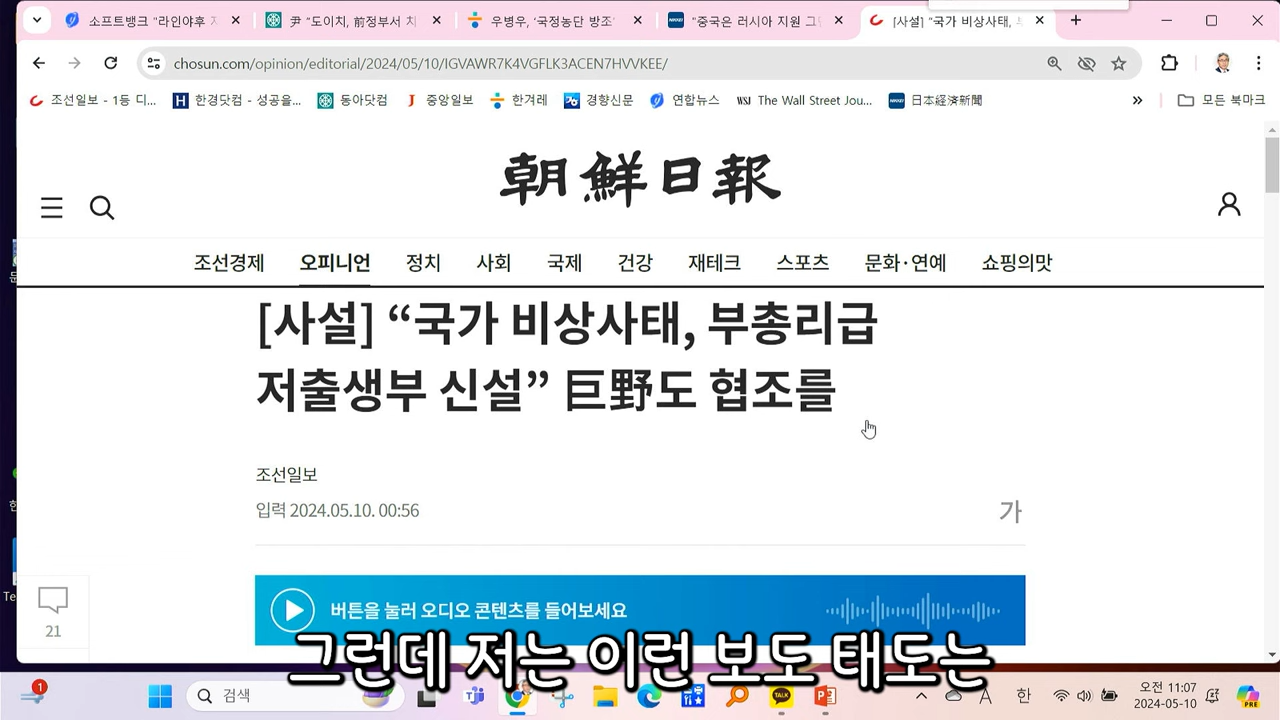 소프트뱅크 "라인야후 지
尹 "도이치, 前정부서 치
우병우, '국정농단 방조'
"중국은 러시아 지원 그만
[사설] "국가 비상사태, 부
chosun.com/opinion/editorial/2024/05/10/IGVAWR7K4VGFLK3ACEN7HVVKEE/
조선일보 - 1등 디...
한경닷컴 - 성공을...
동아닷컴
중앙일보
한겨레
경향신문
연합뉴스
WSJ The Wall Street Jou...
日本経済新聞
모든 북마크
朝鮮日報
조선경제 오피니언 정치 사회 국제 건강 재테크 스포츠 문화·연예 쇼핑의맛
[사설] “국가 비상사태, 부총리급
저출생부 신설” 巨野도 협조를
조선일보
입력 2024.05.10. 00:56
가
21
버튼을 눌러 오디오 콘텐츠를 들어보세요
그런데 저는 이런 보도 태도는
1
검색
TALK
A
한
오전 11:07
2024-05-10
PRE